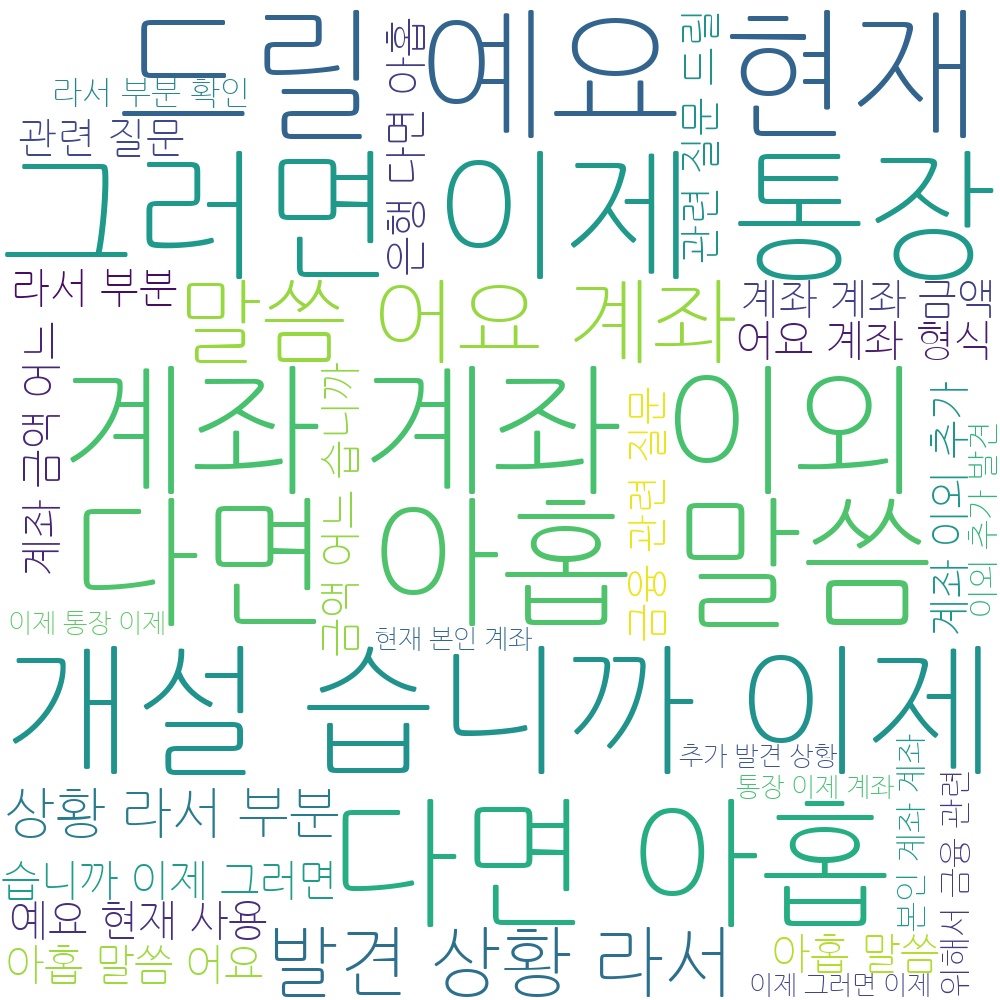 드릴 예요 현재
라서 부분 확인
관련 질문
은행 다면 아홉
관련 질문 드릴
그러면 이제 통장
라서 부분
말씀 어요 계좌
계좌 계좌 금액
어요 계좌 형식
계좌 금액 어느
계좌 계좌 이외
금액 어느 습니까
금융 관련 질문
계좌 이외 추가
이외 추가 발견
다면 아홉 말씀
이제 통장 이제
현재 본인 계좌
개설 습니까 이제
추가 발견 상황
통장 이제 계좌
본인 계좌 계좌
위해서 금융 관련
상황 라서 부분
다면 아홉
습니까 이제 그러면
예요 현재 사용
아홉 말씀 어요
발견 상황 라서
아홉 말씀
이제 그러면 이제